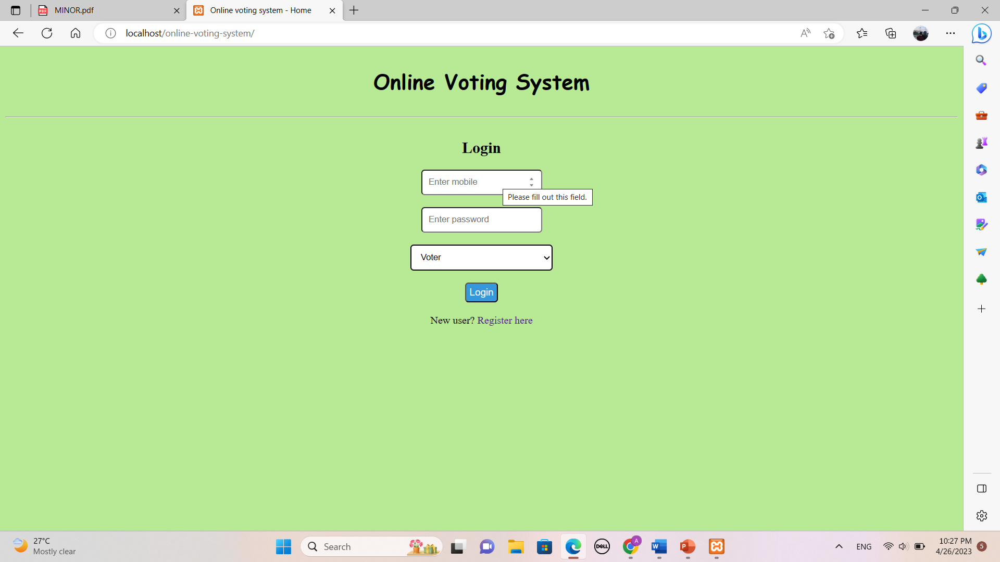 MINOR.pdf
Online voting system - Home
localhost/online-voting-system/
Online Voting System
Login
Enter mobile
Please fill out this field.
Enter password
Voter
Login
New user? Register here
27°C
Mostly clear
Search
DELL
A
W
P
ENG
10:27 PM
4/26/2023
5